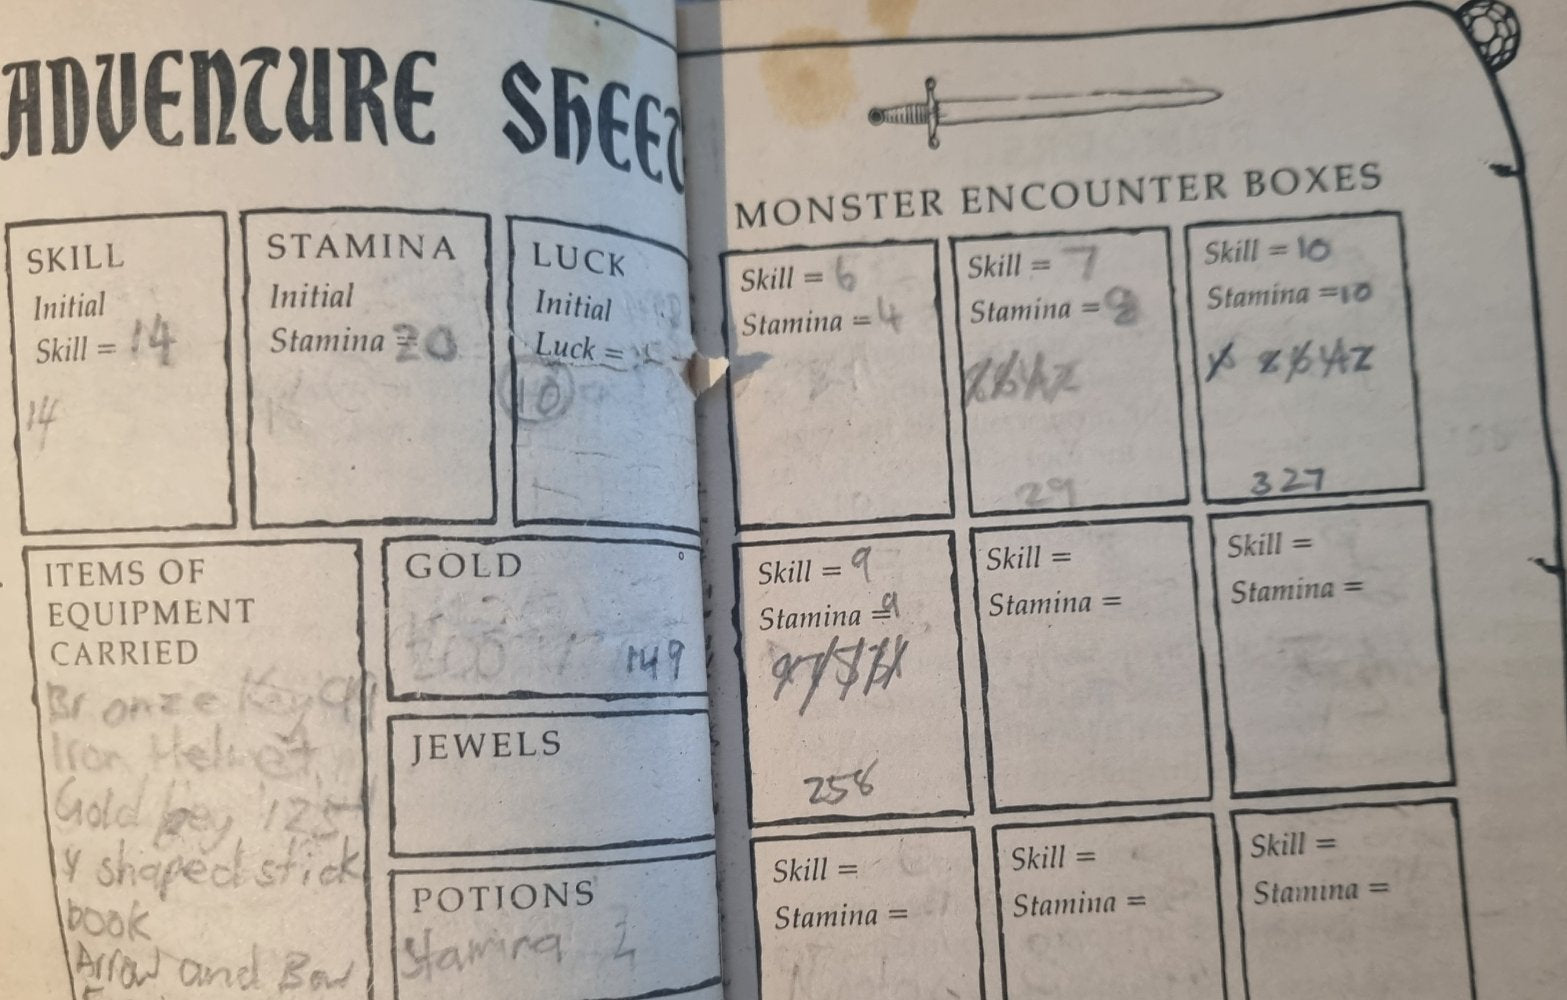 ADVENTURE SHEET
SKILL
Initial
Skill = 14
14
STAMINA
Initial
Stamina = 20
LUCK
Initial
Luck =
10
ITEMS OF
EQUIPMENT
CARRIED
Bronze Key
Iron Helmet
Gold key 125
Y shaped stick
book
Arrow and Bow
GOLD
149
JEWELS
POTIONS
Stamina 2
MONSTER ENCOUNTER BOXES
Skill = 6
Stamina = 4
Skill = 7
Stamina = 8
29
Skill = 10
Stamina = 10
327
Skill = 9
Stamina = 9
258
Skill =
Stamina =
Skill =
Stamina =
Skill =
Stamina =
Skill =
Stamina =
Skill =
Stamina =